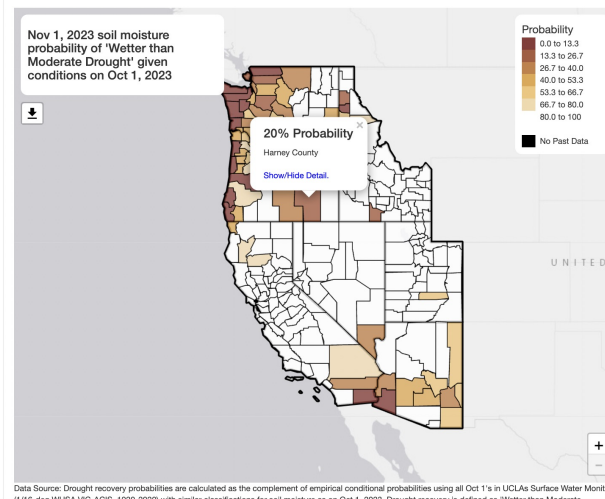 Nov 1, 2023 soil moisture
probability of 'Wetter than
Moderate Drought' given
conditions on Oct 1, 2023
Probability
0.0 to 13.3
13.3 to 26.7
26.7 to 40.0
40.0 to 53.3
53.3 to 66.7
66.7 to 80.0
80.0 to 100
No Past Data
20% Probability
×
Harney County
Show/Hide Detail.
UNITED
+
−
Data Source: Drought recovery probabilities are calculated as the complement of empirical conditional probabilities using all Oct 1's in UCLAs Surface Water Monit